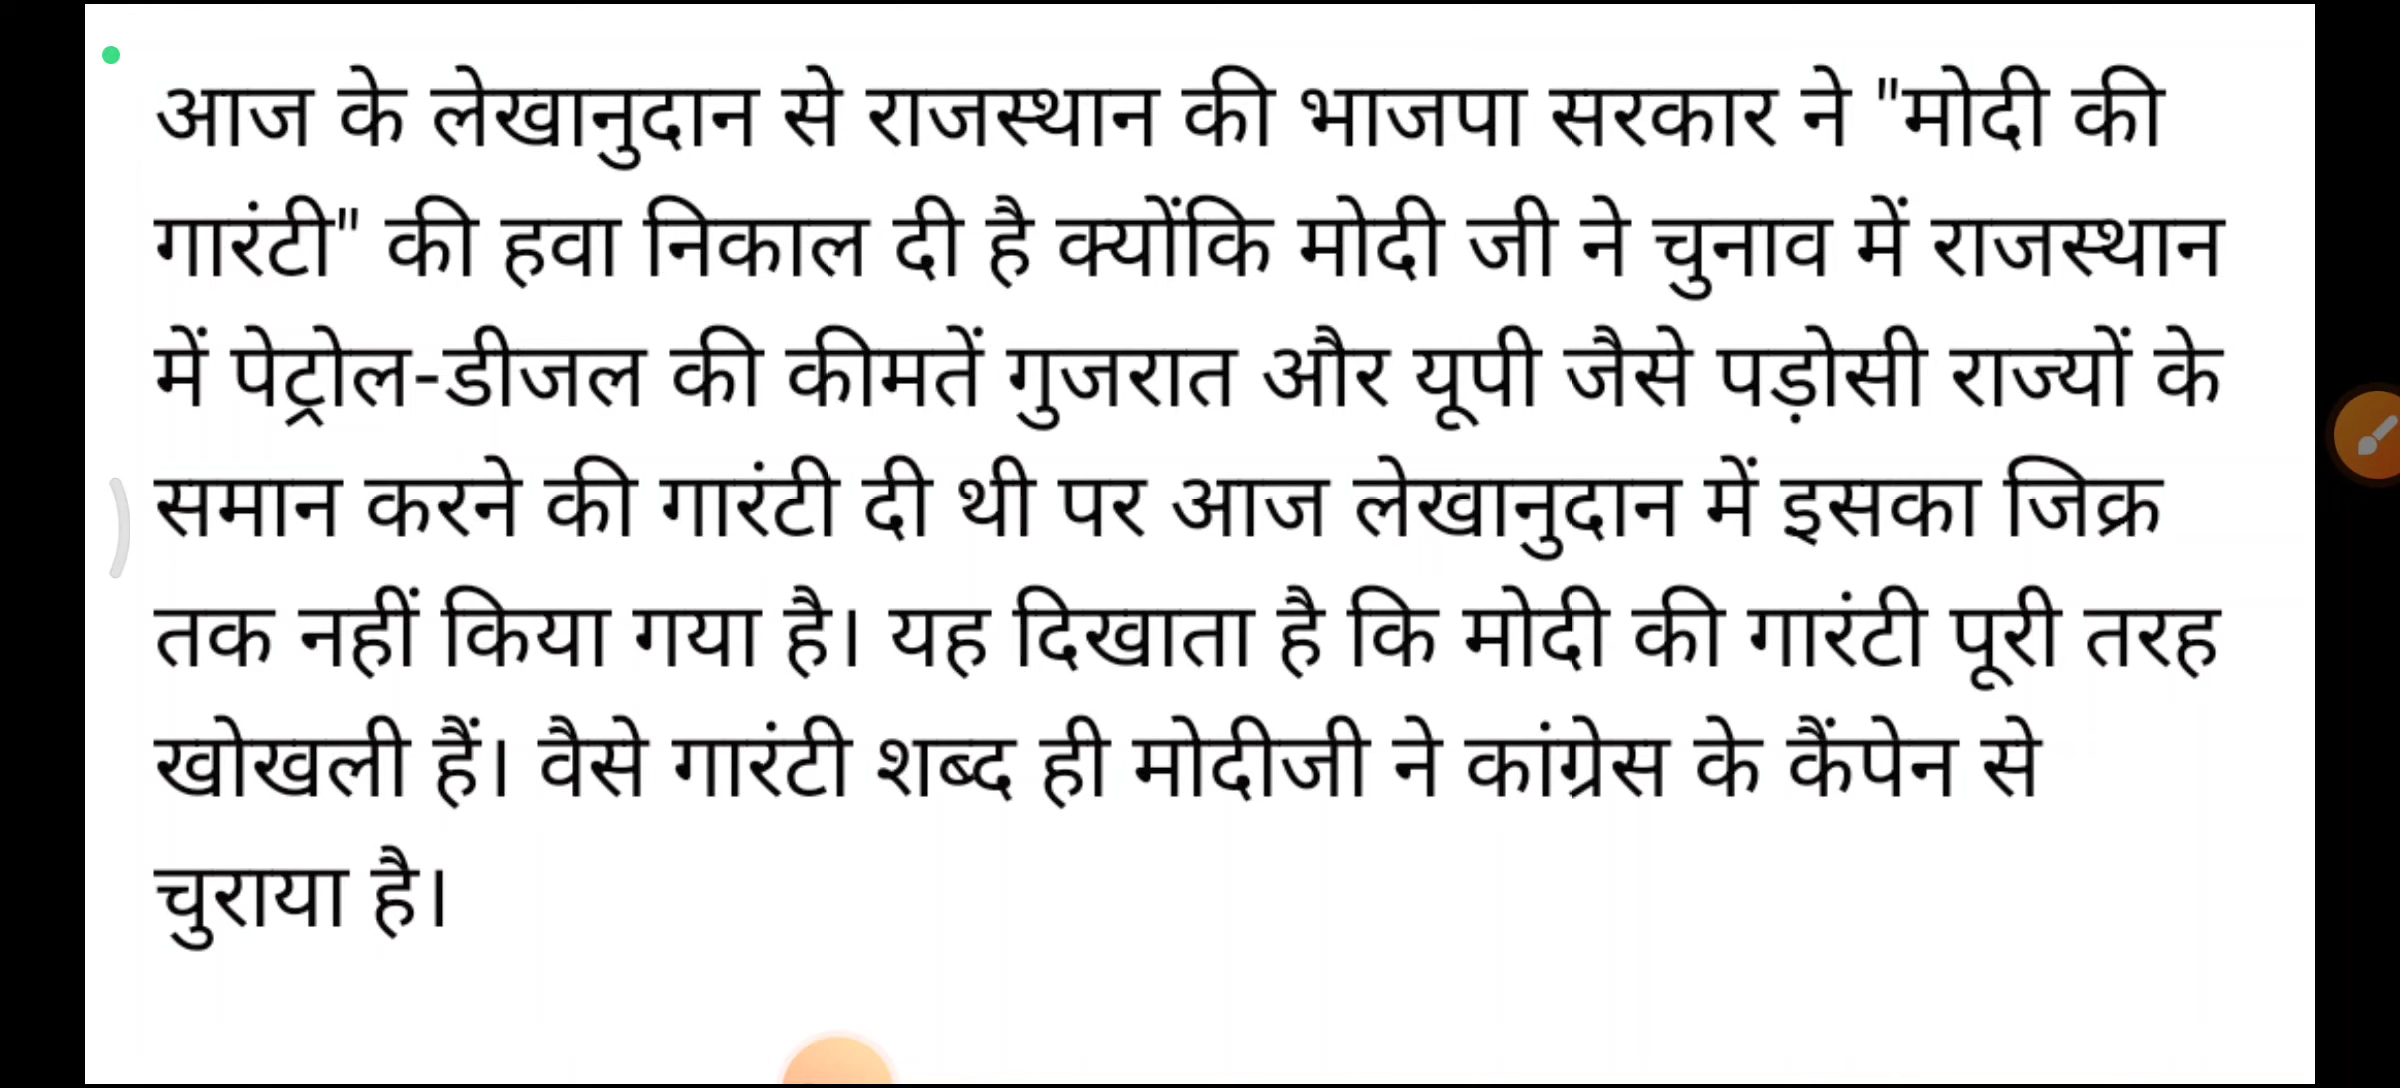 आज के लेखानुदान से राजस्थान की भाजपा सरकार ने "मोदी की
गारंटी" की हवा निकाल दी है क्योंकि मोदी जी ने चुनाव में राजस्थान
में पेट्रोल-डीजल की कीमतें गुजरात और यूपी जैसे पड़ोसी राज्यों के
समान करने की गारंटी दी थी पर आज लेखानुदान में इसका जिक्र
तक नहीं किया गया है। यह दिखाता है कि मोदी की गारंटी पूरी तरह
खोखली हैं। वैसे गारंटी शब्द ही मोदीजी ने कांग्रेस के कैंपेन से
चुराया है।